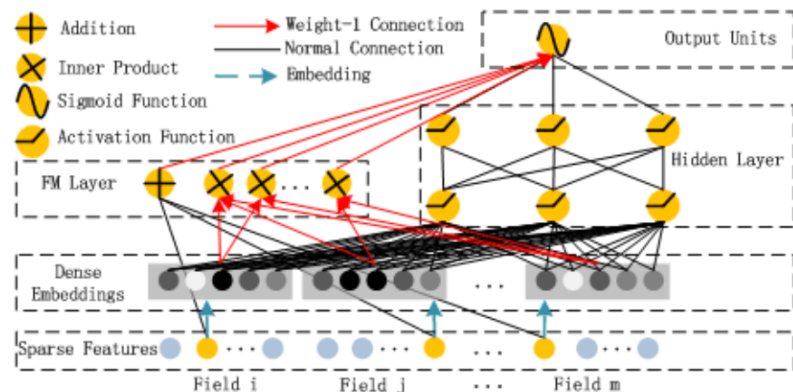 Addition
Weight-1 Connection
Normal Connection
Embedding
Output Units
Inner Product
Sigmoid Function
Activation Function
Hidden Layer
FM Layer
. . .
Dense
Embeddings
. . .
Sparse Features
. . .
. . .
. . .
. . .
Field i
Field j
. . .
Field m